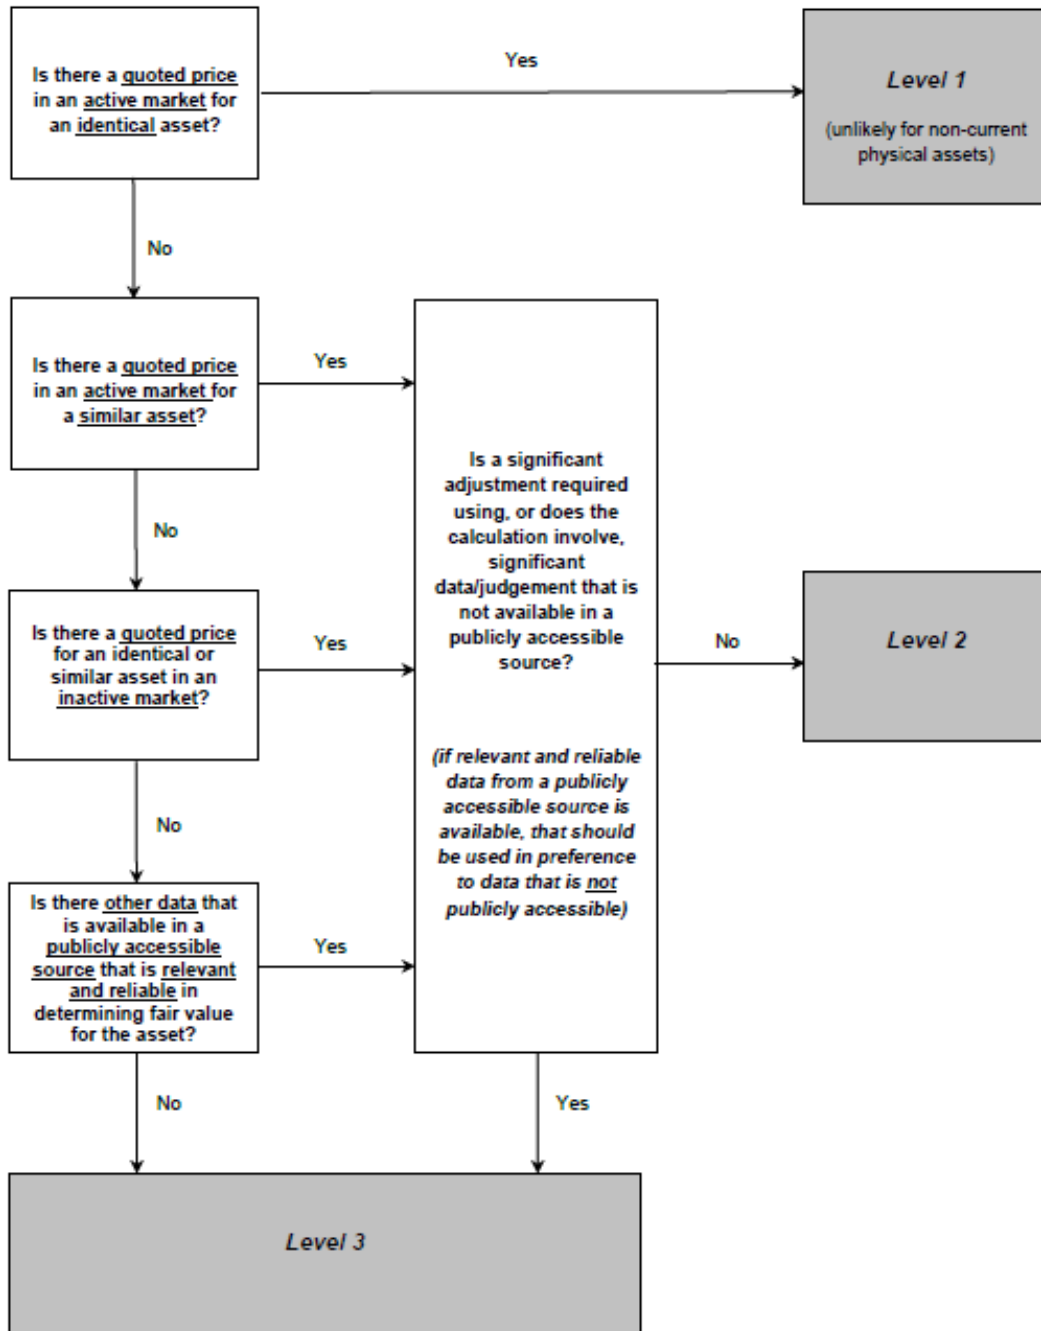 Is there a quoted price
in an active market for
an identical asset?
Yes
Level 1
(unlikely for non-current
physical assets)
No
Is there a quoted price
in an active market for
a similar asset?
Yes
No
Is there a quoted price
for an identical or
similar asset in an
inactive market?
Yes
No
Is there other data that
is available in a
publicly accessible
source that is relevant
and reliable in
determining fair value
for the asset?
Yes
No
Is a significant
adjustment required
using, or does the
calculation involve,
significant
data/judgement that is
not available in a
publicly accessible
source?
(if relevant and reliable
data from a publicly
accessible source is
available, that should
be used in preference
to data that is not
publicly accessible)
No
Level 2
Yes
Level 3